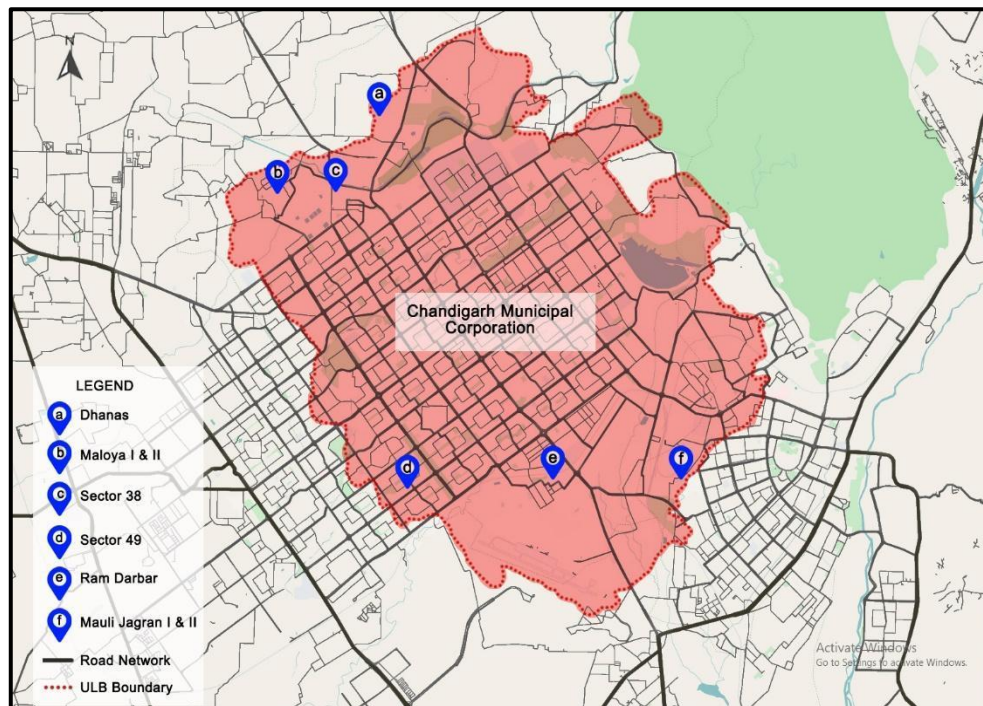 N
a
b
c
Chandigarh Municipal
Corporation
d
e
f
LEGEND
a Dhanas
b Maloya I & II
c Sector 38
d Sector 49
e Ram Darbar
f Mauli Jagran I & II
Road Network
ULB Boundary
Activate Windows
Go to Settings to activate Windows.